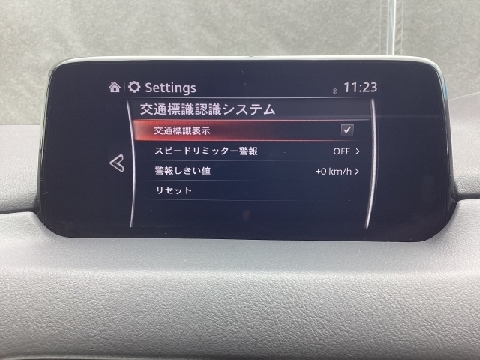 Settings
11:23
交通標識認識システム
交通標識表示
スピードリミッター警報 OFF
警報しきい値 +0 km/h
リセット